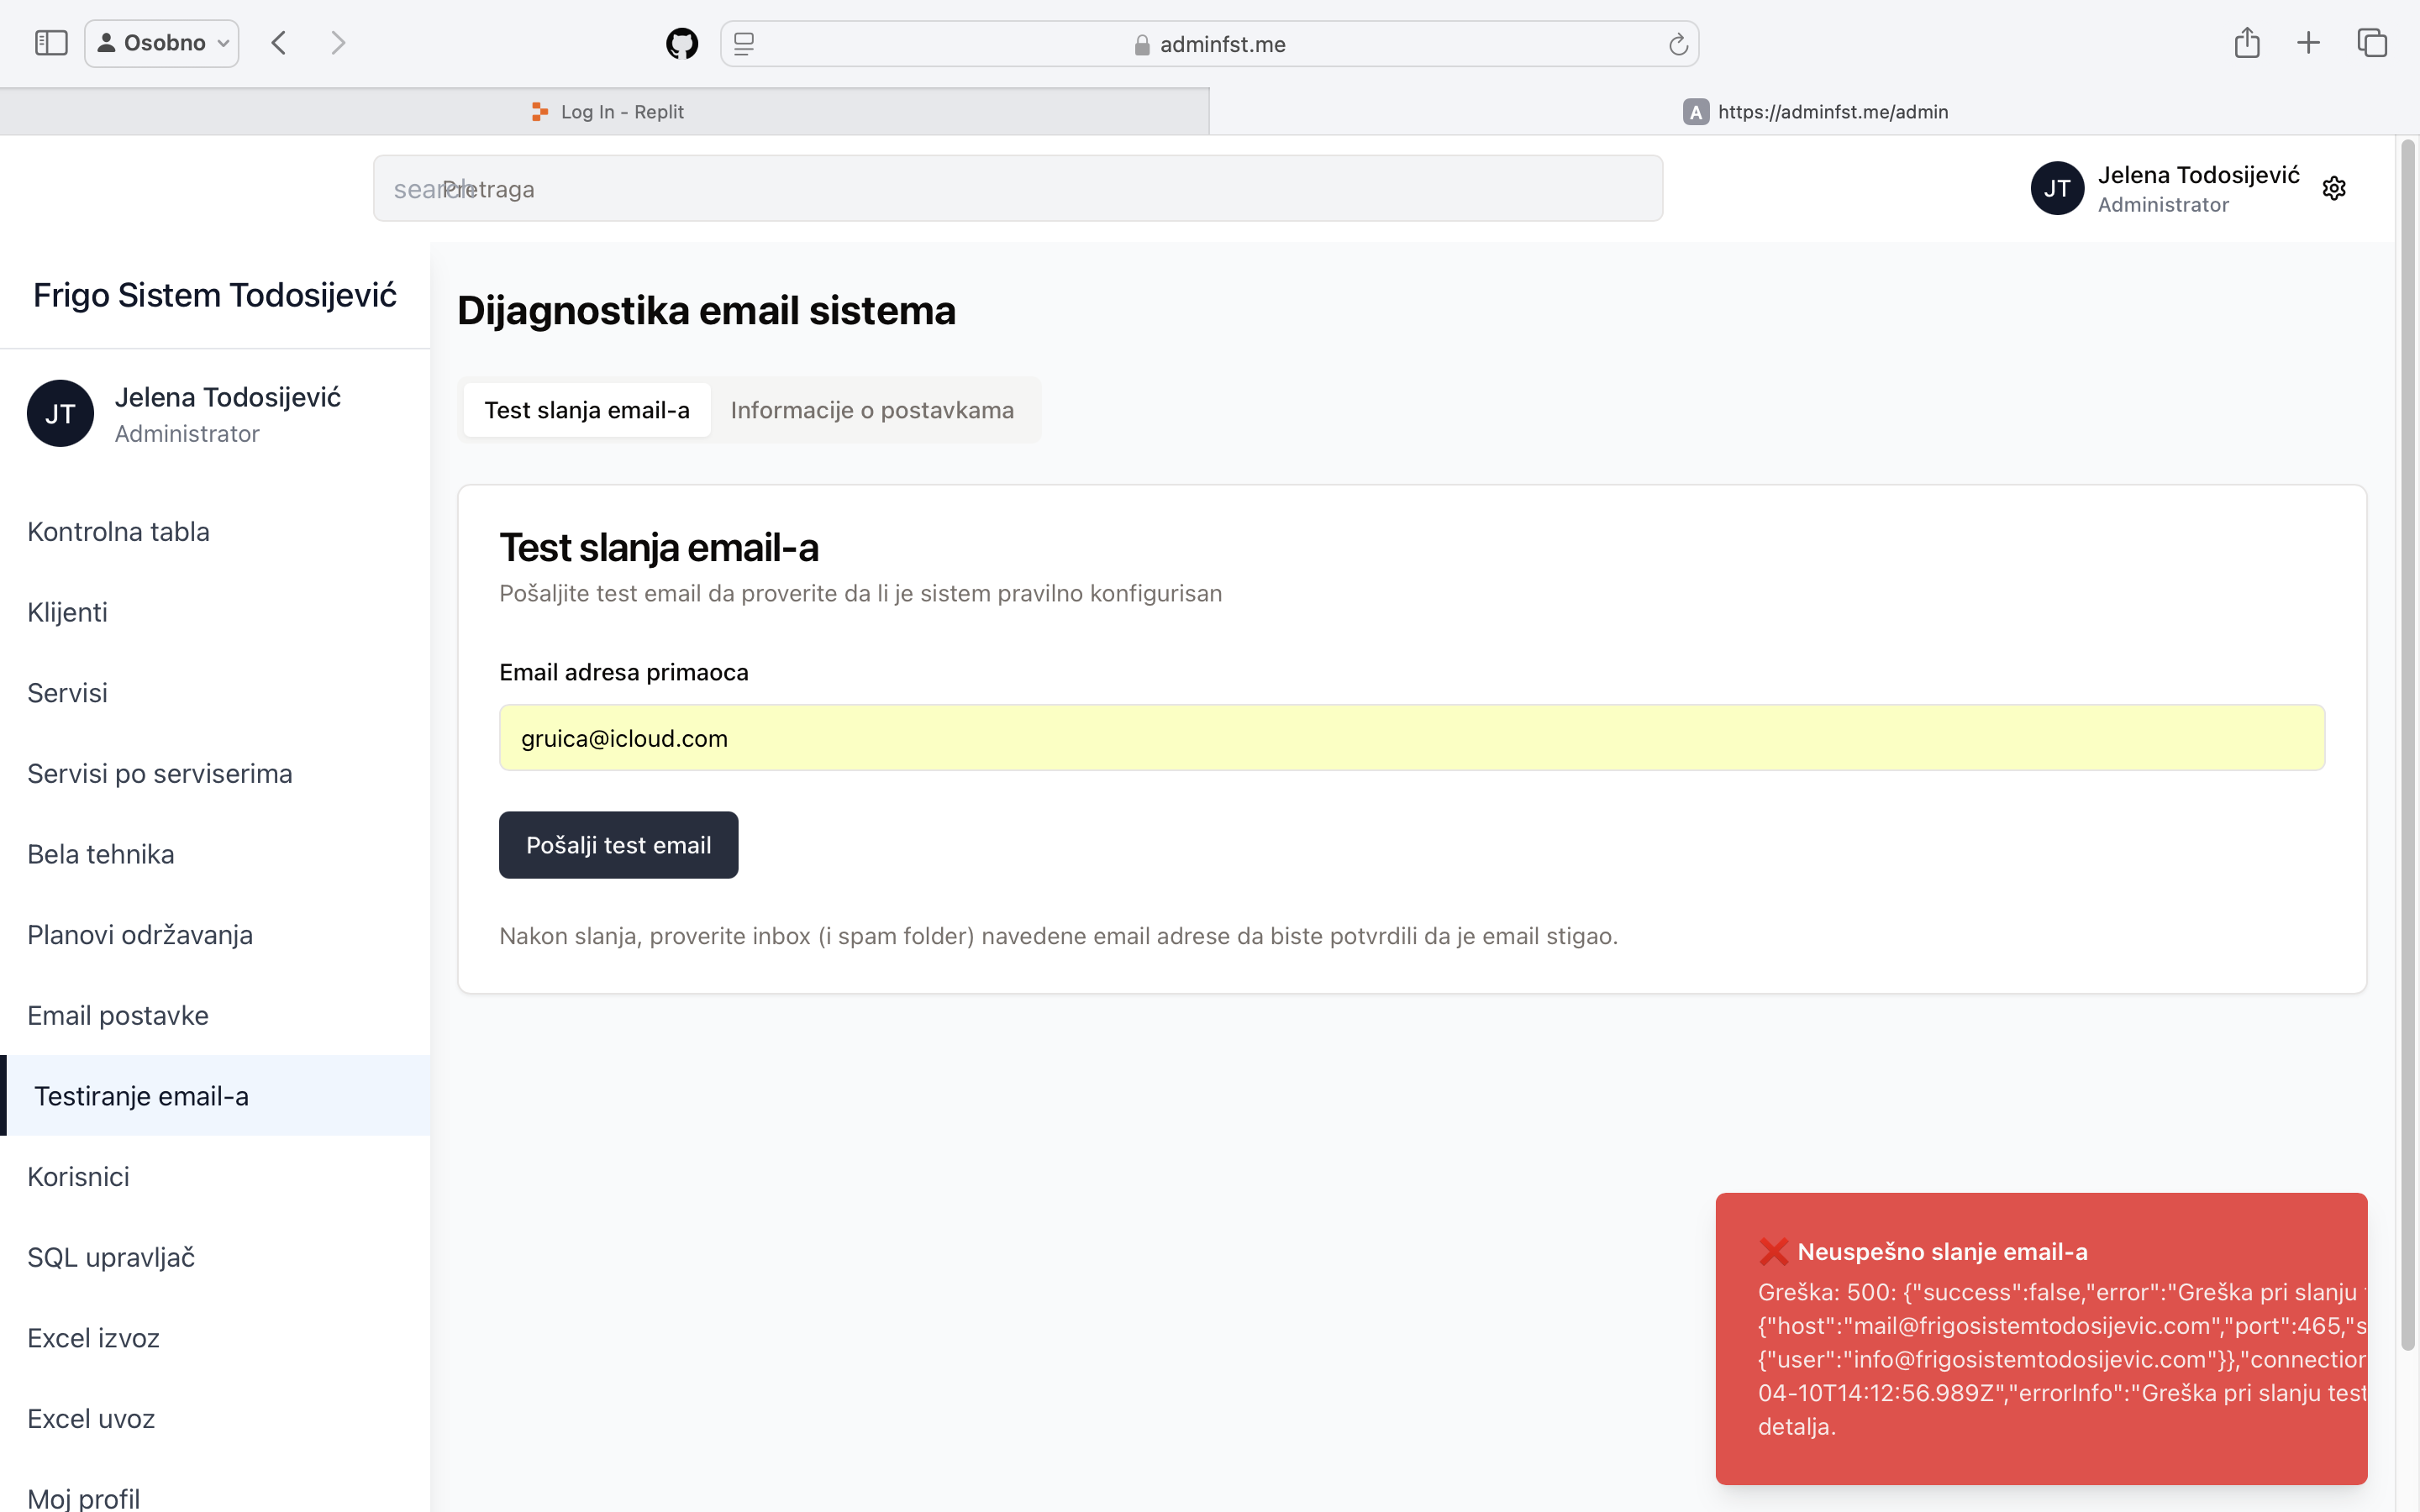 Osobno
adminfst.me
Log In - Replit
A https://adminfst.me/admin
search
Pretraga
JT
Jelena Todosijević
Administrator
Frigo Sistem Todosijević
JT
Jelena Todosijević
Administrator
Kontrolna tabla
Klijenti
Servisi
Servisi po serviserima
Bela tehnika
Planovi održavanja
Email postavke
Testiranje email-a
Korisnici
SQL upravljač
Excel izvoz
Excel uvoz
Moj profil
Dijagnostika email sistema
Test slanja email-a
Informacije o postavkama
Test slanja email-a
Pošaljite test email da proverite da li je sistem pravilno konfigurisan
Email adresa primaoca
gruica@icloud.com
Pošalji test email
Nakon slanja, proverite inbox (i spam folder) navedene email adrese da biste potvrdili da je email stigao.
❌ Neuspešno slanje email-a
Greška: 500: {"success":false,"error":"Greška pri slanju
{"host":"mail@frigosistemtodosijevic.com","port":465,"s
{"user":"info@frigosistemtodosijevic.com"}},"connection
04-10T14:12:56.989Z","errorInfo":"Greška pri slanju test
detalja.